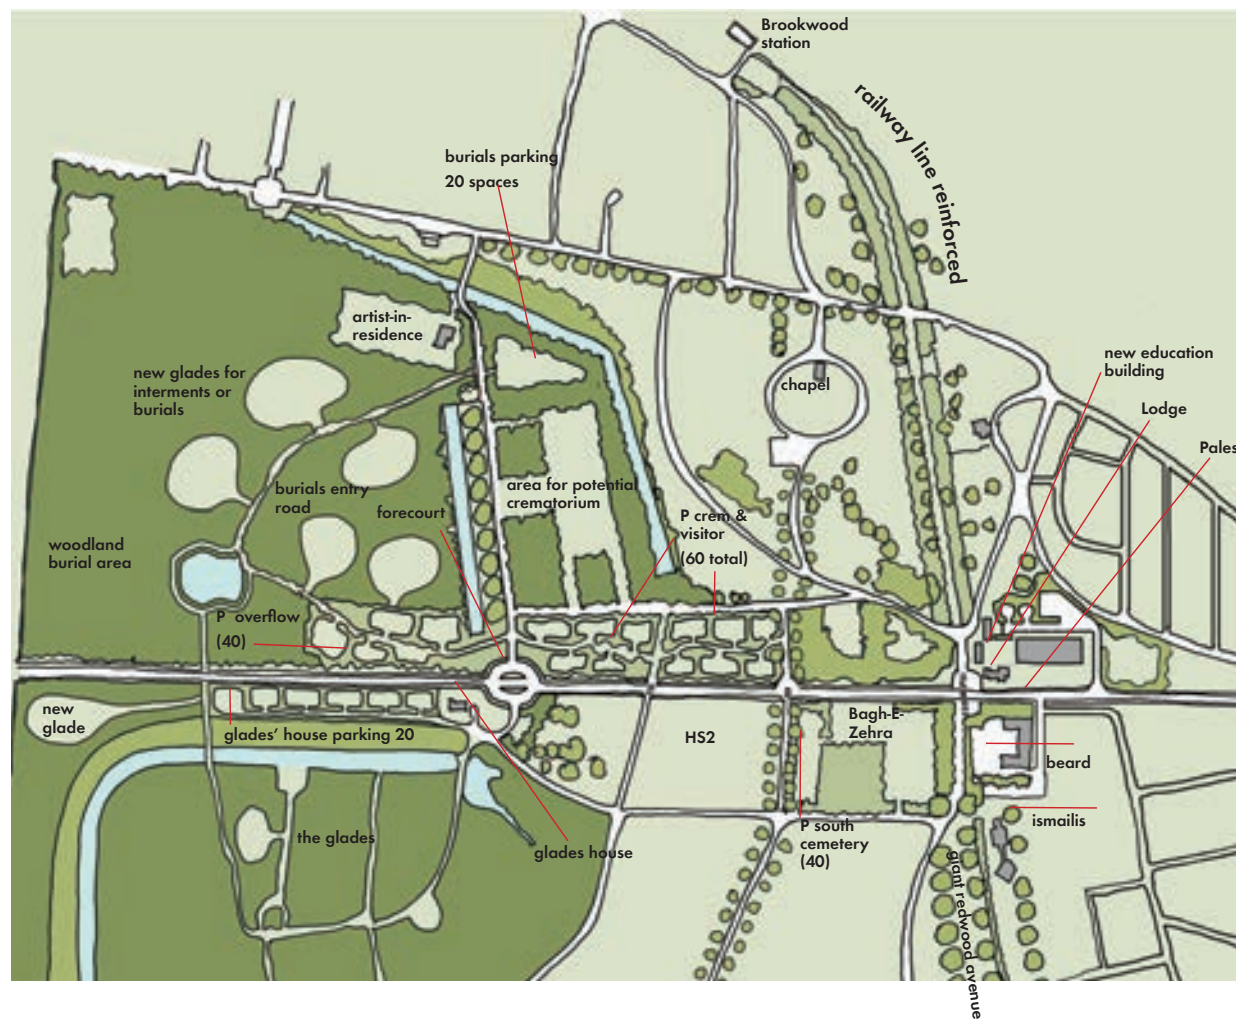 Brookwood
station
railway line reinforced
burials parking
20 spaces
artist-in-
residence
new glades for
interments or
burials
chapel
new education
building
Lodge
Pales
burials entry
road
forecourt
area for potential
crematorium
P crem &
visitor
(60 total)
woodland
burial area
P overflow
(40)
new
glade
glades' house parking 20
HS2
Bagh-E-
Zehra
beard
ismailis
the glades
glades house
P south
cemetery
(40)
giant redwood avenue